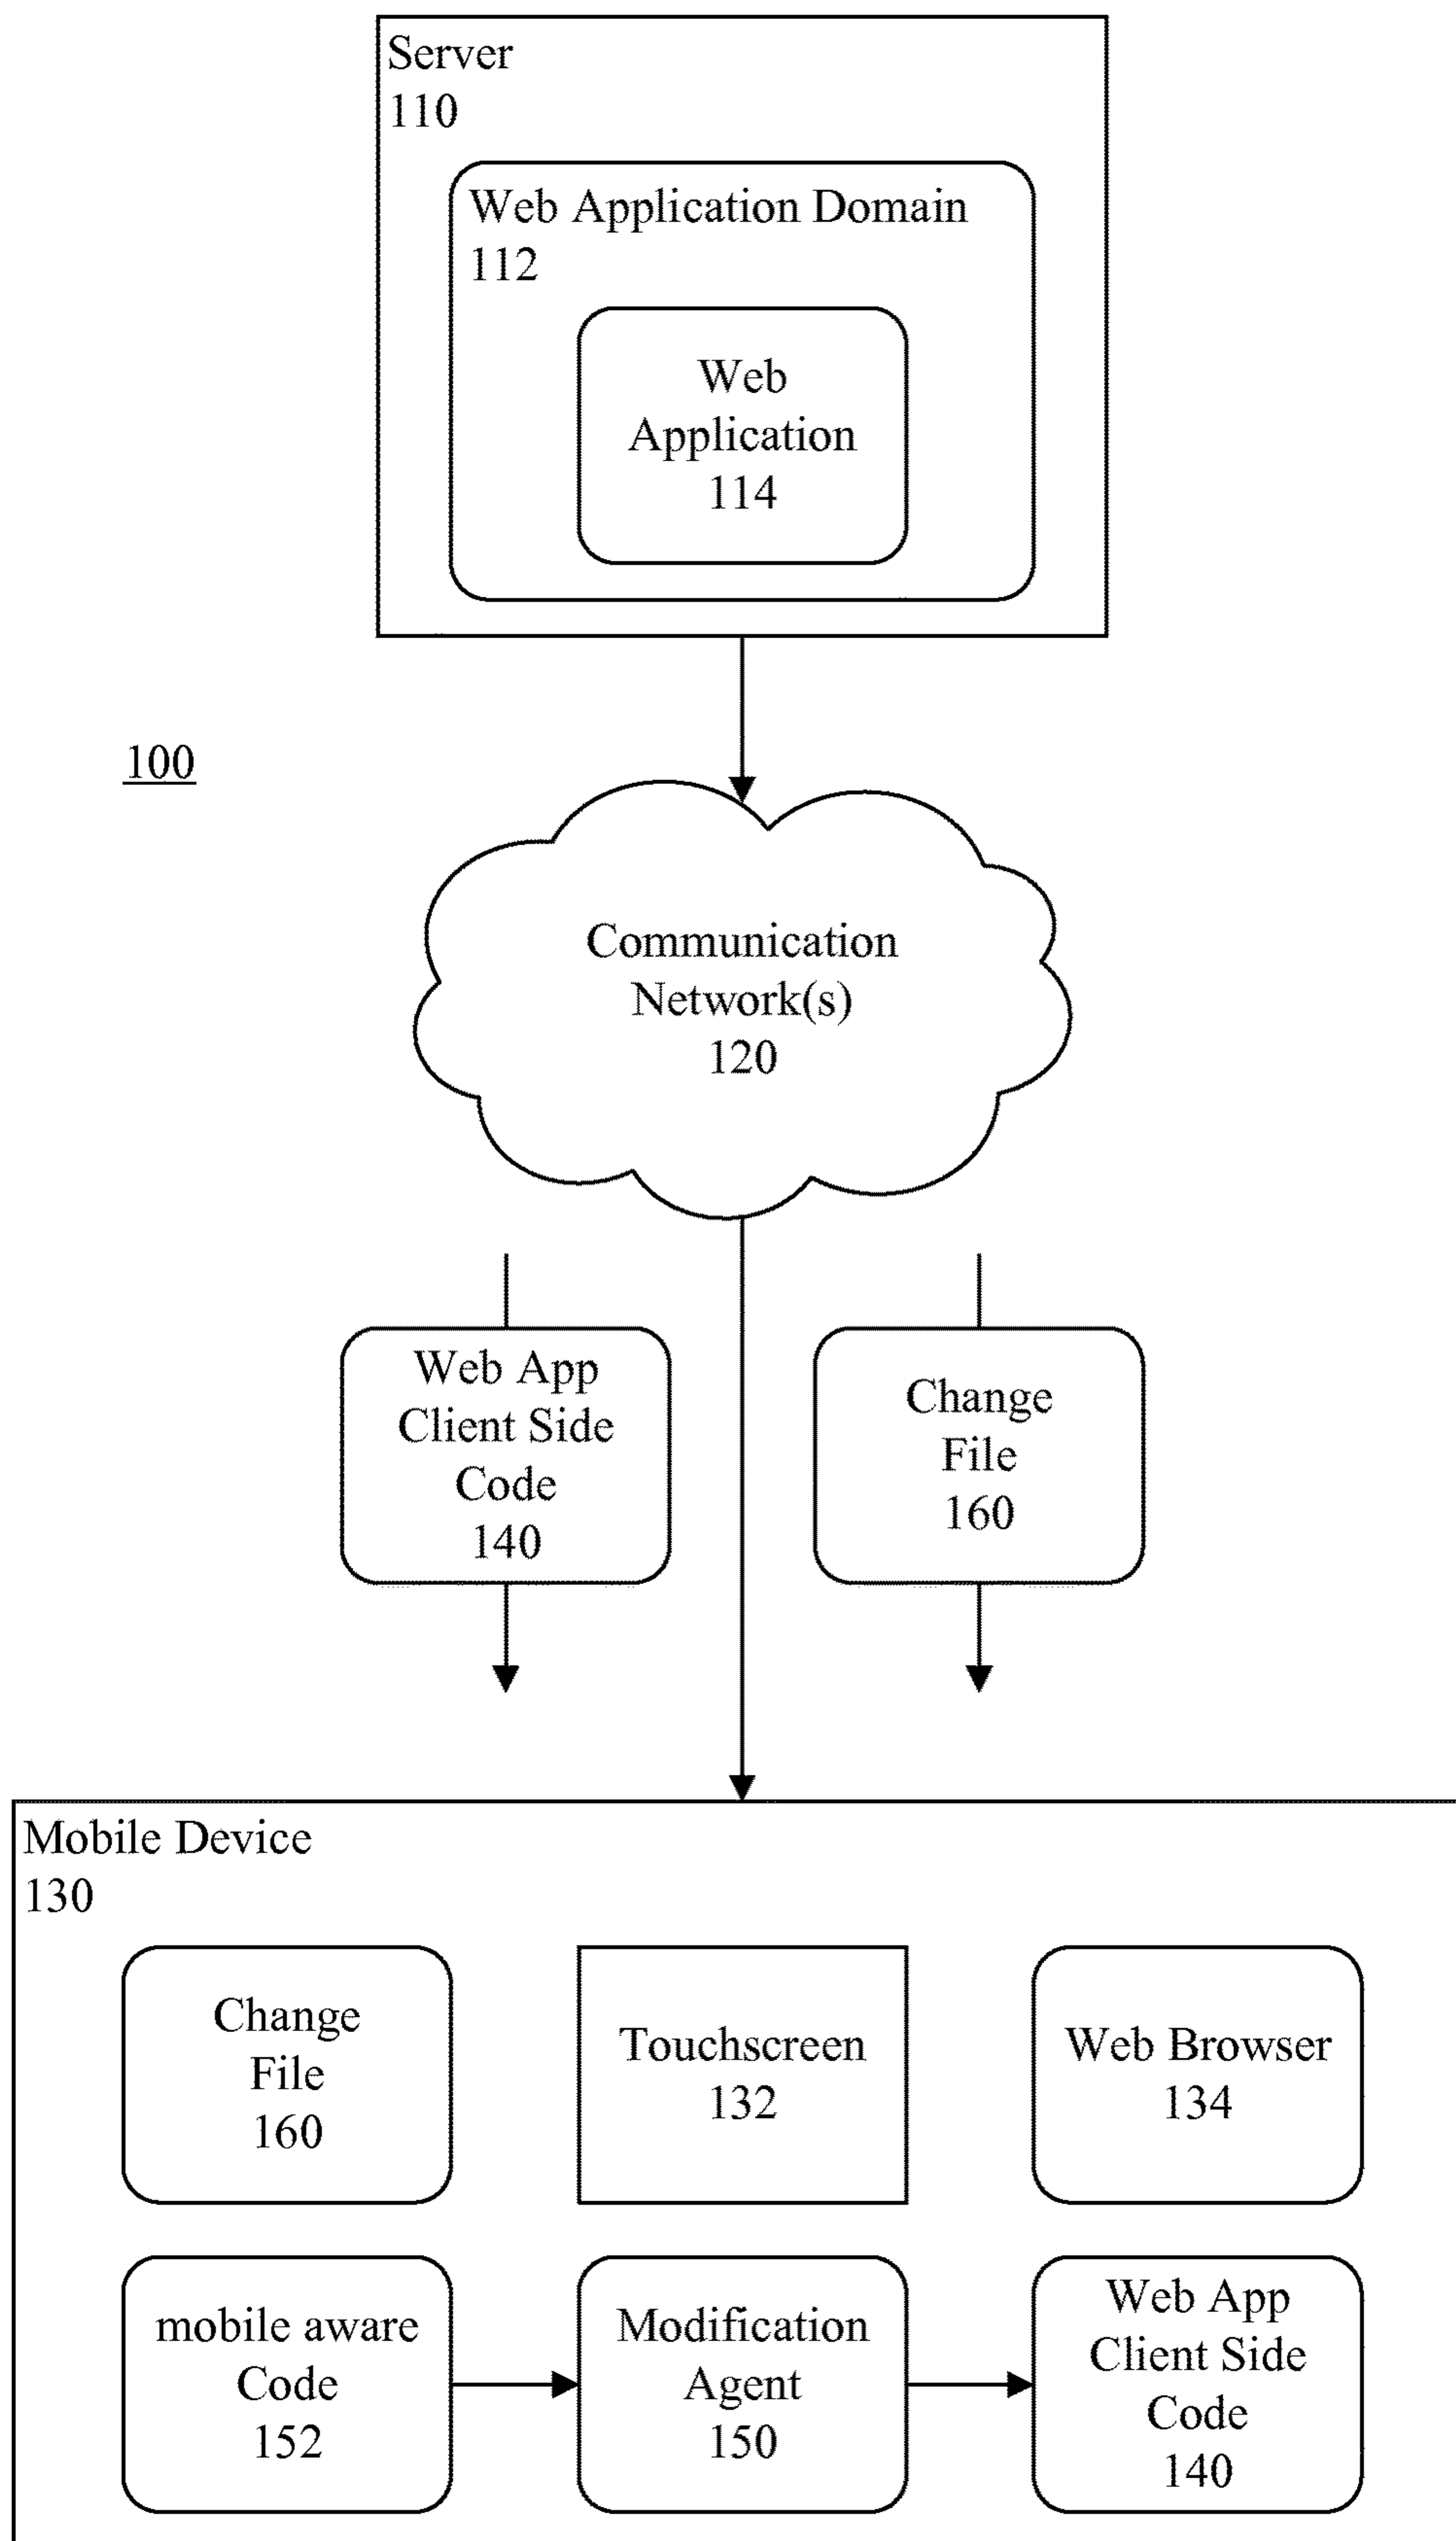 Server
110
Web Application Domain
112
Web
Application
114
100
Communication
Network(s)
120
Web App
Client Side
Code
140
Change
File
160
Mobile Device
130
Change
File
160
Touchscreen
132
Web Browser
134
mobile aware
Code
152
Modification
Agent
150
Web App
Client Side
Code
140